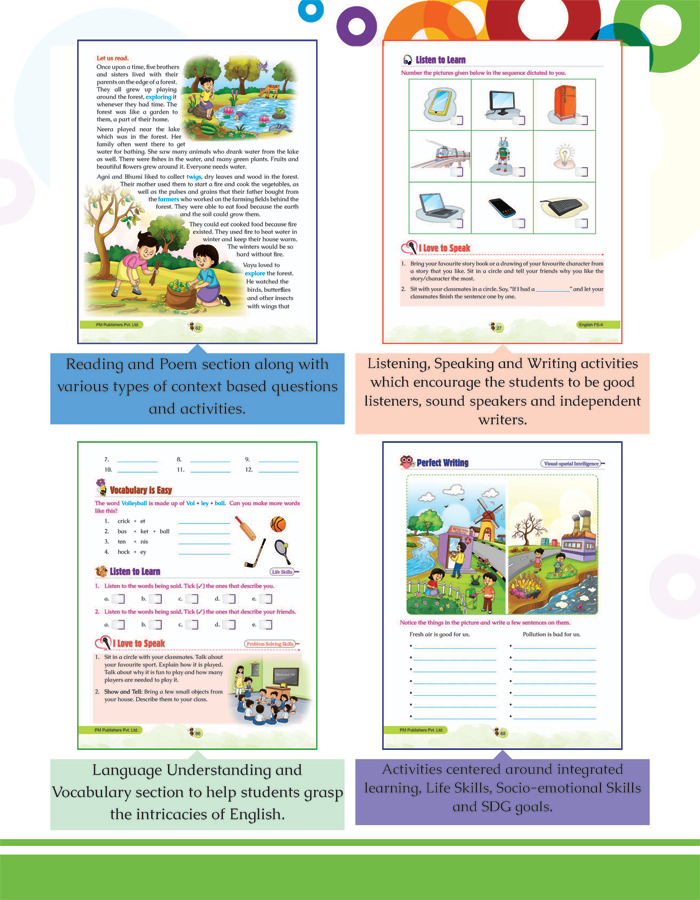 Let us read.
Once upon a time, five brothers
and sisters lived with their
parents on the edge of a forest.
They all grew up playing
around the forest, exploring it
whenever they had time. The
forest was like a garden to
them, a part of their home.
Neera played near the lake
which was in the forest. Her
family often went there to get
water for bathing. She saw many animals who drank water from the lake
as well. There were fishes in the water, and many green plants. Fruits and
beautiful flowers grew around it. Everyone needs water.
Agni and Bhumi liked to collect twigs, dry leaves and wood in the forest.
Their mother used them to start a fire and cook the vegetables, as
well as the pulses and grains that their father bought from
the farmers who worked on the farming fields behind the
forest. They were able to eat food because the earth
and the soil could grow them.
They could eat cooked food because fire
existed. They used fire to heat water in
winter and keep their house warm.
The winters would be so
hard without fire.
Vayu loved to
explore the forest.
He watched the
birds, butterflies
and other insects
with wings that
PM Publishers Pvt. Ltd.
62
Listen to Learn
Number the pictures given below in the sequence dictated to you.
I Love to Speak
1. Bring your favourite story book or a drawing of your favourite character from
a story that you like. Sit in a circle and tell your friends why you like the
story/character the most.
2. Sit with your classmates in a circle. Say, "If I had a ____________" and let your
classmates finish the sentence one by one.
PM Publishers Pvt. Ltd.
27
English FS-4
Reading and Poem section along with
various types of context based questions
and activities.
Listening, Speaking and Writing activities
which encourage the students to be good
listeners, sound speakers and independent
writers.
7. ____________ 8. ____________ 9. ____________
10. ____________ 11. ____________ 12. ____________
Vocabulary is Easy
The word Volleyball is made up of Vol + ley + ball. Can you make more words
like this?
1. crick + et ____________
2. bas + ket + ball ____________
3. ten + nis ____________
4. hock + ey ____________
Listen to Learn
Life Skills
1. Listen to the words being said. Tick (✓) the ones that describe you.
a. b. c. d. e.
2. Listen to the words being said. Tick (✓) the ones that describe your friends.
a. b. c. d. e.
I Love to Speak
Problem Solving Skills
1. Sit in a circle with your classmates. Talk about
your favourite sport. Explain how it is played.
Talk about why it is fun to play and how many
players are needed to play it.
2. Show and Tell: Bring a few small objects from
your house. Describe them to your class.
PM Publishers Pvt. Ltd.
Perfect Writing
Visual-spatial Intelligence
Notice the things in the picture and write a few sentences on them.
Fresh air is good for us.
Pollution is bad for us.
PM Publishers Pvt. Ltd.
Language Understanding and
Vocabulary section to help students grasp
the intricacies of English.
Activities centered around integrated
learning, Life Skills, Socio-emotional Skills
and SDG goals.